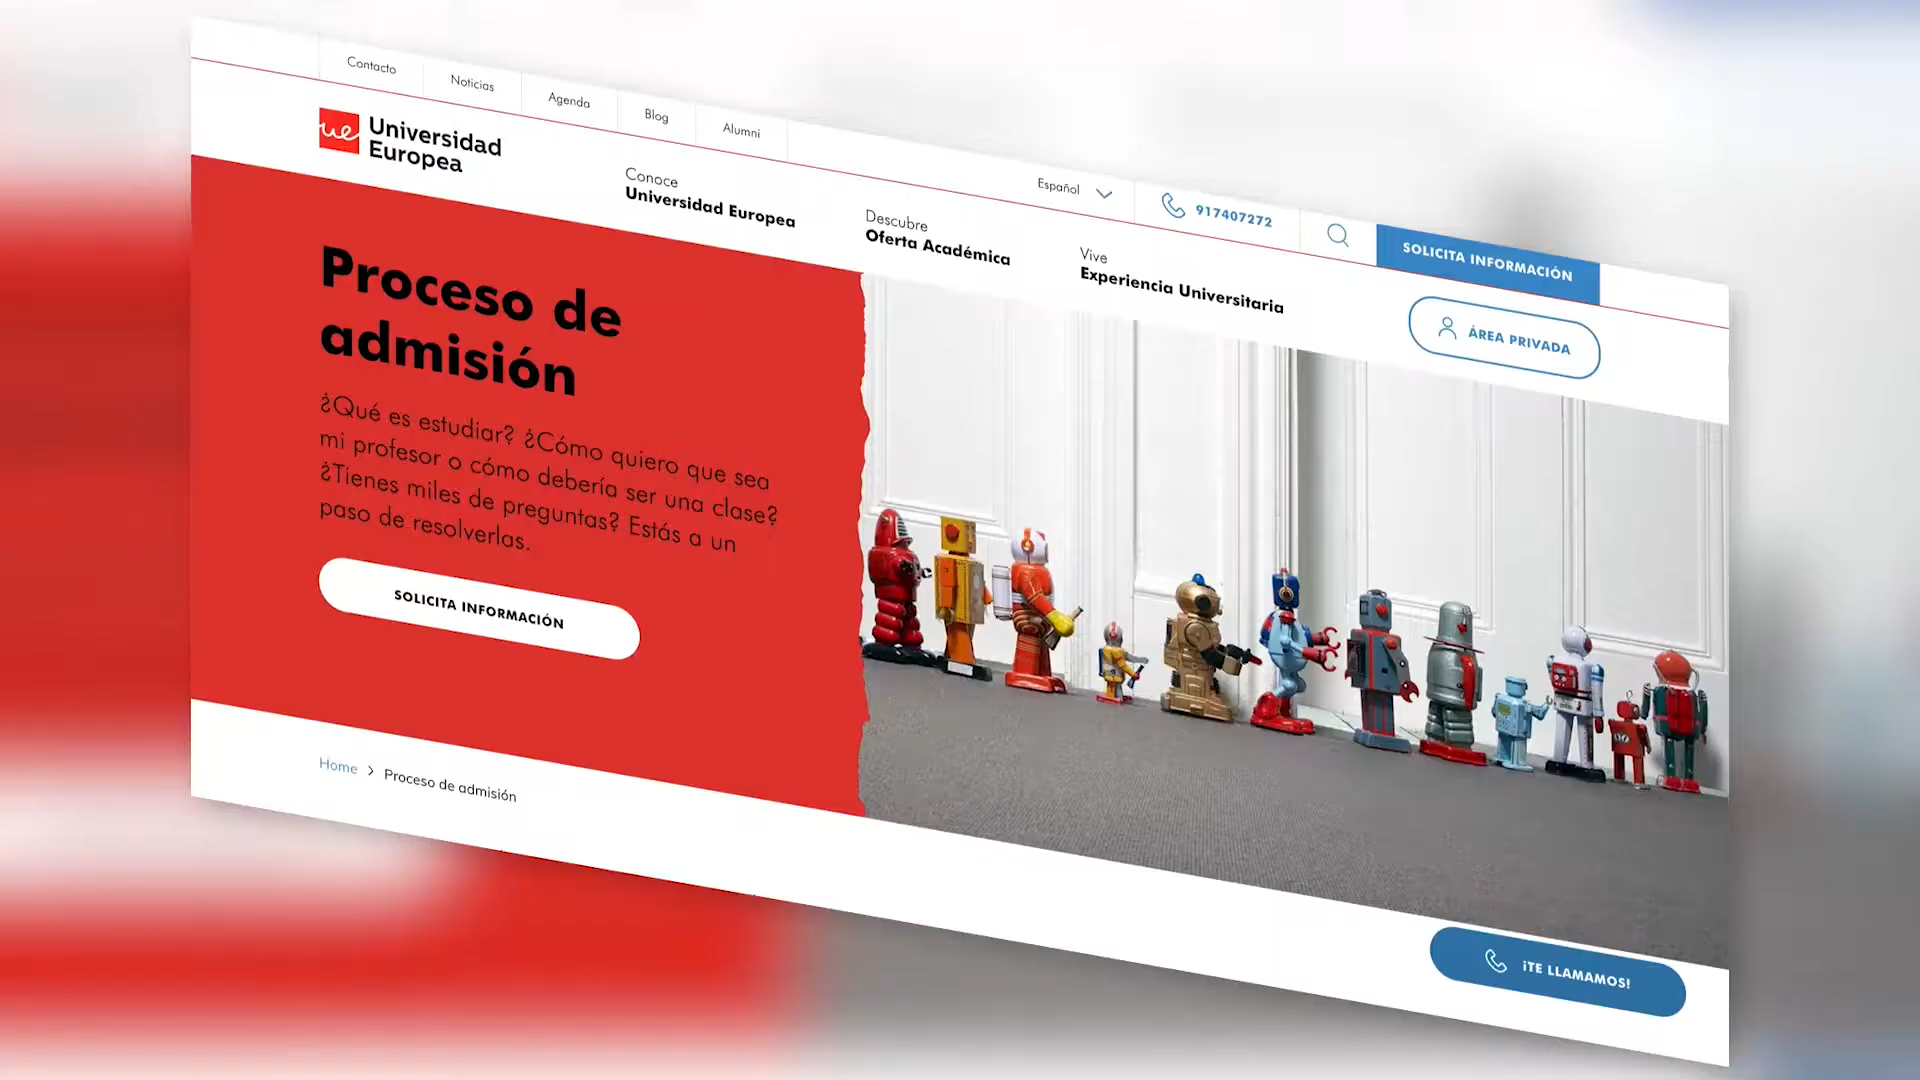 Contacto
Noticias
Agenda
Blog
Alumni
Español
917407272
SOLICITA INFORMACIÓN
ue
Universidad
Europea
Conoce
Universidad Europea
Descubre
Oferta Académica
Vive
Experiencia Universitaria
ÁREA PRIVADA
Proceso de
admisión
¿Qué es estudiar? ¿Cómo quiero que sea
mi profesor o cómo debería ser una clase?
¿Tienes miles de preguntas? Estás a un
paso de resolverlas.
SOLICITA INFORMACIÓN
Home > Proceso de admisión
¡TE LLAMAMOS!